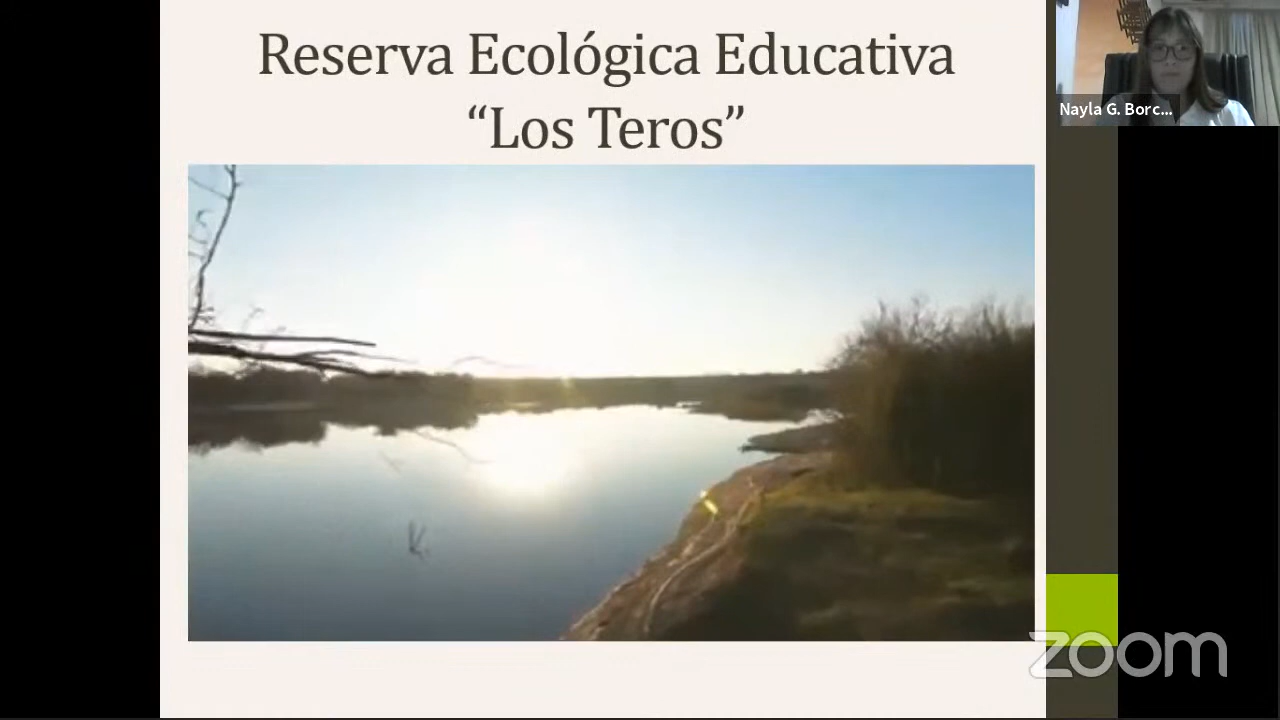 Reserva Ecológica Educativa
“Los Teros”
Nayla G. Borc...
zoom